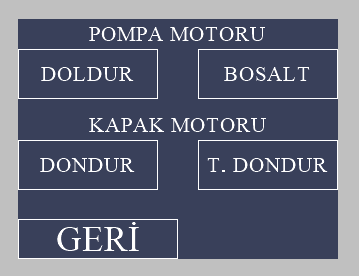 POMPA MOTORU
DOLDUR BOSALT
KAPAK MOTORU
DONDUR T. DONDUR
GERİ